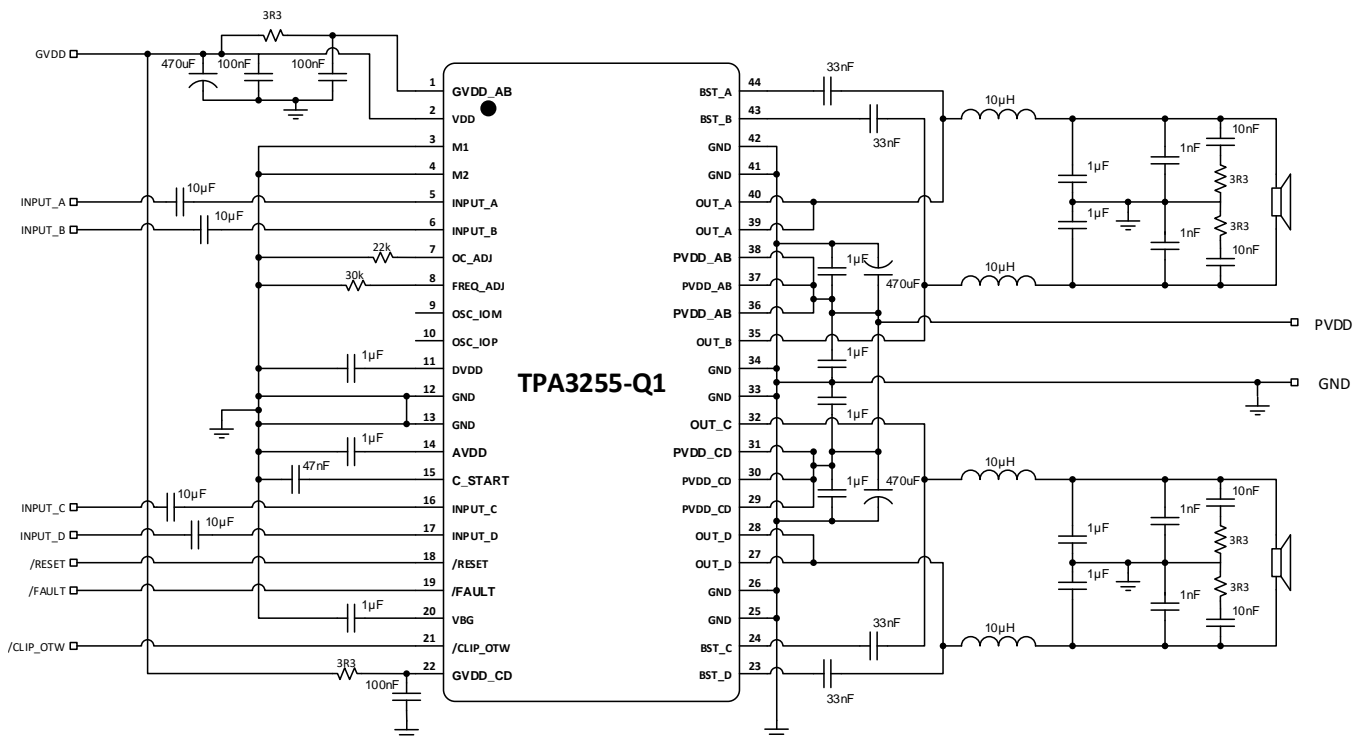 3R3
GVDD
470uF
100nF
100nF
1
GVDD_AB
2
VDD
3
M1
4
M2
INPUT_A
10µF
5
INPUT_A
INPUT_B
10µF
6
INPUT_B
22k
7
OC_ADJ
30k
8
FREQ_ADJ
9
OSC_IOM
10
OSC_IOP
1µF
11
DVDD
12
GND
13
GND
1µF
14
AVDD
47nF
15
C_START
INPUT_C
10µF
16
INPUT_C
INPUT_D
10µF
17
INPUT_D
/RESET
18
/RESET
/FAULT
19
/FAULT
1µF
20
VBG
/CLIP_OTW
21
/CLIP_OTW
3R3
22
GVDD_CD
100nF
TPA3255-Q1
BST_A
44
33nF
BST_B
43
33nF
GND
42
GND
41
OUT_A
40
OUT_A
39
PVDD_AB
38
PVDD_AB
37
PVDD_AB
36
OUT_B
35
GND
34
GND
33
OUT_C
32
PVDD_CD
31
PVDD_CD
30
PVDD_CD
29
OUT_D
28
OUT_D
27
GND
26
GND
25
BST_C
24
33nF
BST_D
23
33nF
1µF
470uF
1µF
1µF
1µF
470uF
10µH
10nF
1nF
1µF
3R3
1µF
3R3
1nF
10nF
10µH
PVDD
GND
10µH
10nF
1nF
1µF
3R3
1µF
3R3
1nF
10nF
10µH